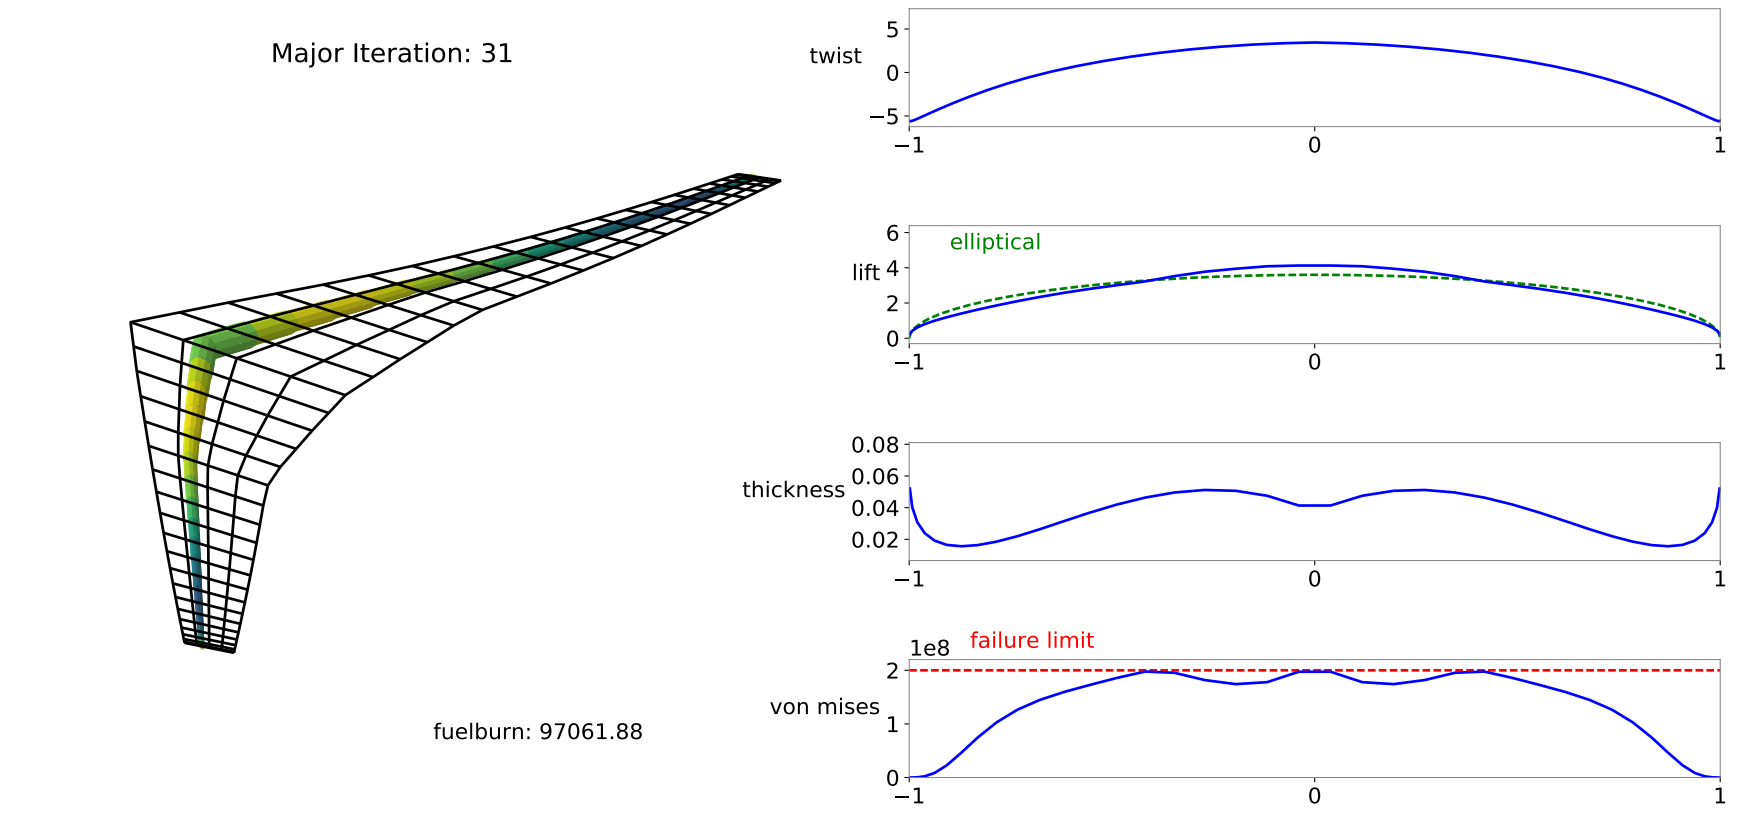 Major Iteration: 31
fuelburn: 97061.88
twist
5
0
−5
−1 0 1
elliptical
lift
6
4
2
0
−1 0 1
thickness
0.08
0.06
0.04
0.02
−1 0 1
1e8
failure limit
von mises
2
1
0
−1 0 1